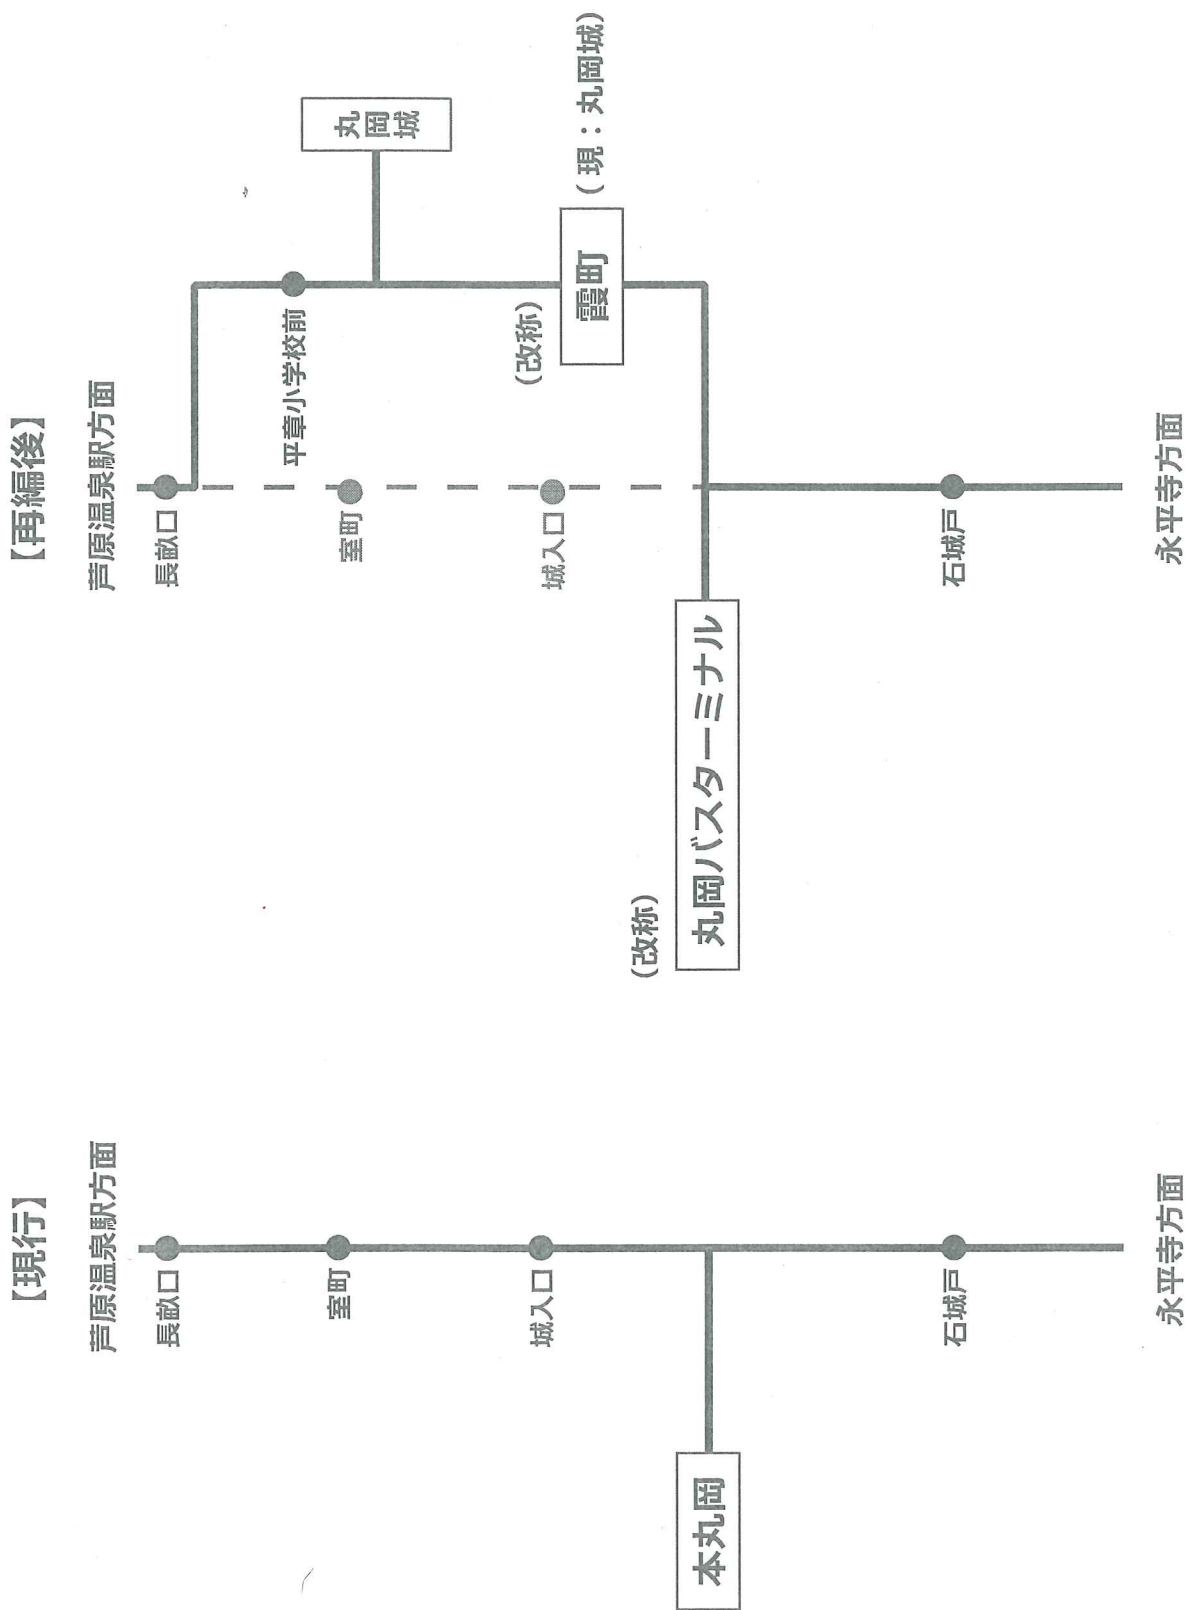 【現行】
芦原温泉駅方面
長畝口
室町
城入口
本丸岡
石城戸
永平寺方面
【再編後】
芦原温泉駅方面
長畝口
平章小学校前
丸岡城
室町
城入口
(改称)
霞町
(現：丸岡城)
(改称)
丸岡バスターミナル
石城戸
永平寺方面